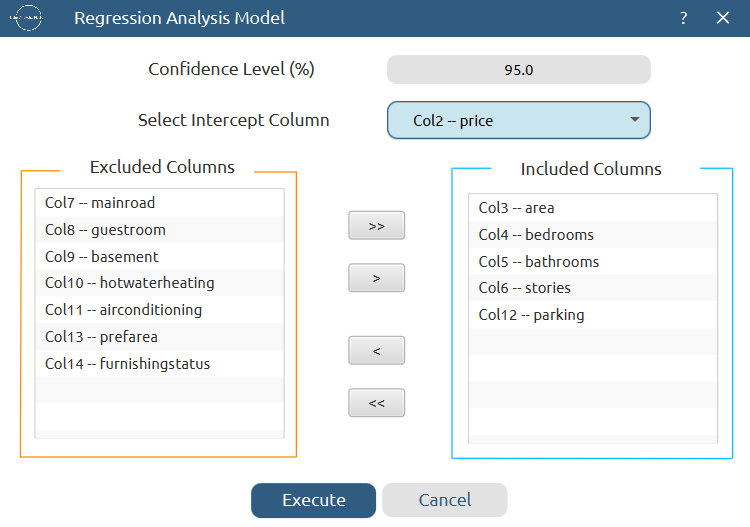 Regression Analysis Model
?
Confidence Level (%)
95.0
Select Intercept Column
Col2 -- price
Excluded Columns
Col7 -- mainroad
Col8 -- guestroom
Col9 -- basement
Col10 -- hotwaterheating
Col11 -- airconditioning
Col13 -- prefarea
Col14 -- furnishingstatus
>>
>
<
<<
Included Columns
Col3 -- area
Col4 -- bedrooms
Col5 -- bathrooms
Col6 -- stories
Col12 -- parking
Execute
Cancel